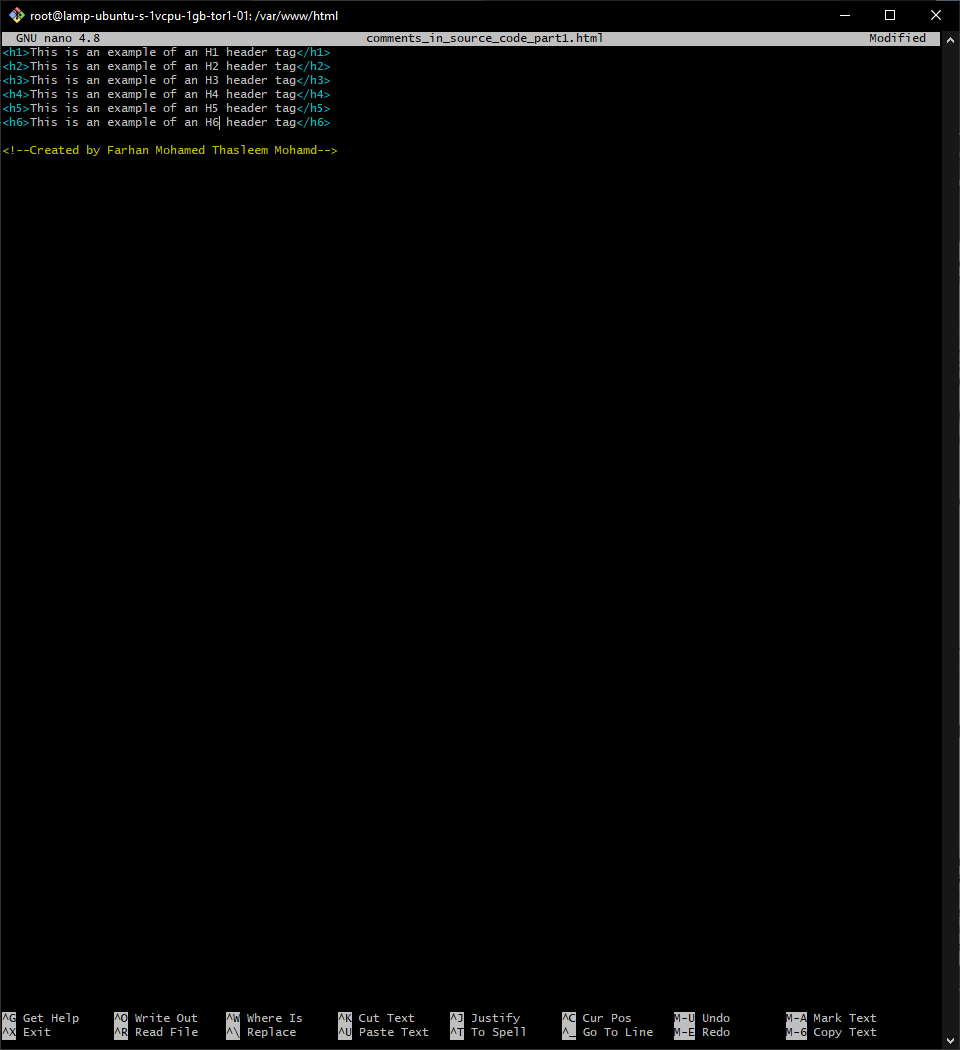 root@lamp-ubuntu-s-1vcpu-1gb-tor1-01: /var/www/html
GNU nano 4.8 comments_in_source_code_part1.html Modified
<h1>This is an example of an H1 header tag</h1>
<h2>This is an example of an H2 header tag</h2>
<h3>This is an example of an H3 header tag</h3>
<h4>This is an example of an H4 header tag</h4>
<h5>This is an example of an H5 header tag</h5>
<h6>This is an example of an H6 header tag</h6>
<!--Created by Farhan Mohamed Thasleem Mohamd-->
^G Get Help ^O Write Out ^W Where Is ^K Cut Text ^J Justify ^C Cur Pos M-U Undo M-A Mark Text
^X Exit ^R Read File ^\ Replace ^U Paste Text ^T To Spell ^_ Go To Line M-E Redo M-6 Copy Text